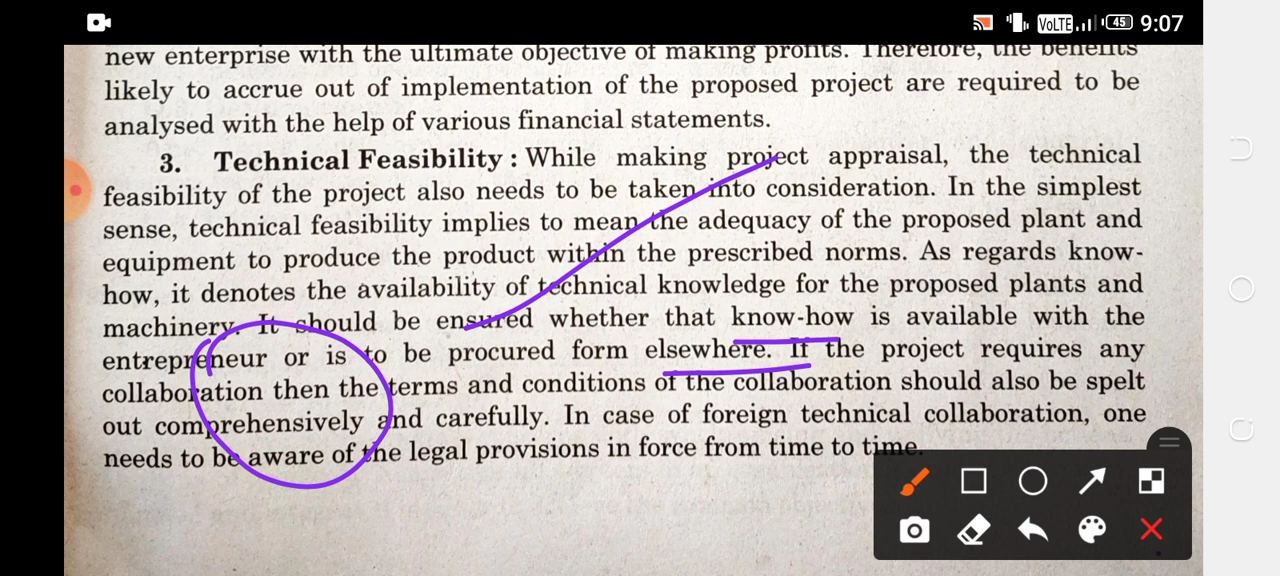 VoLTE 45 9:07
new enterprise with the ultimate objective of making profits. Therefore, the benefits
likely to accrue out of implementation of the proposed project are required to be
analysed with the help of various financial statements.
3. Technical Feasibility : While making project appraisal, the technical
feasibility of the project also needs to be taken into consideration. In the simplest
sense, technical feasibility implies to mean the adequacy of the proposed plant and
equipment to produce the product within the prescribed norms. As regards know-
how, it denotes the availability of technical knowledge for the proposed plants and
machinery. It should be ensured whether that know-how is available with the
entrepreneur or is to be procured form elsewhere. If the project requires any
collaboration then the terms and conditions of the collaboration should also be spelt
out comprehensively and carefully. In case of foreign technical collaboration, one
needs to be aware of the legal provisions in force from time to time.